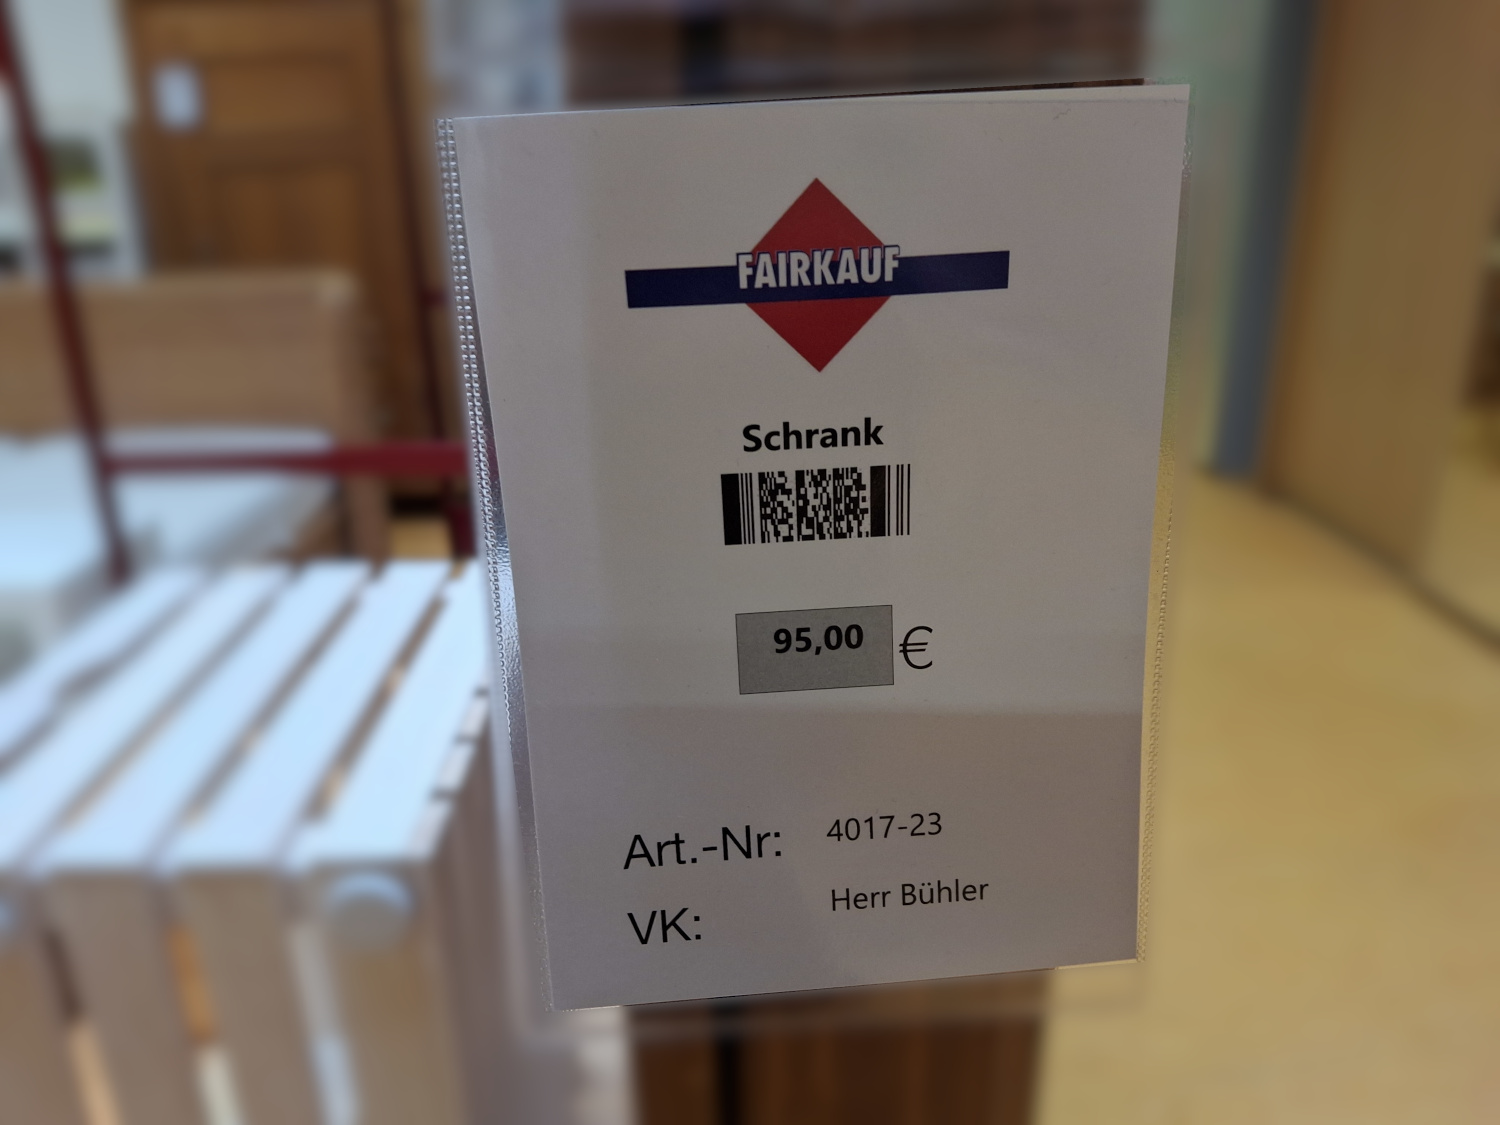 FAIRKAUF
Schrank
95,00 €
Art.-Nr: 4017-23
VK: Herr Bühler